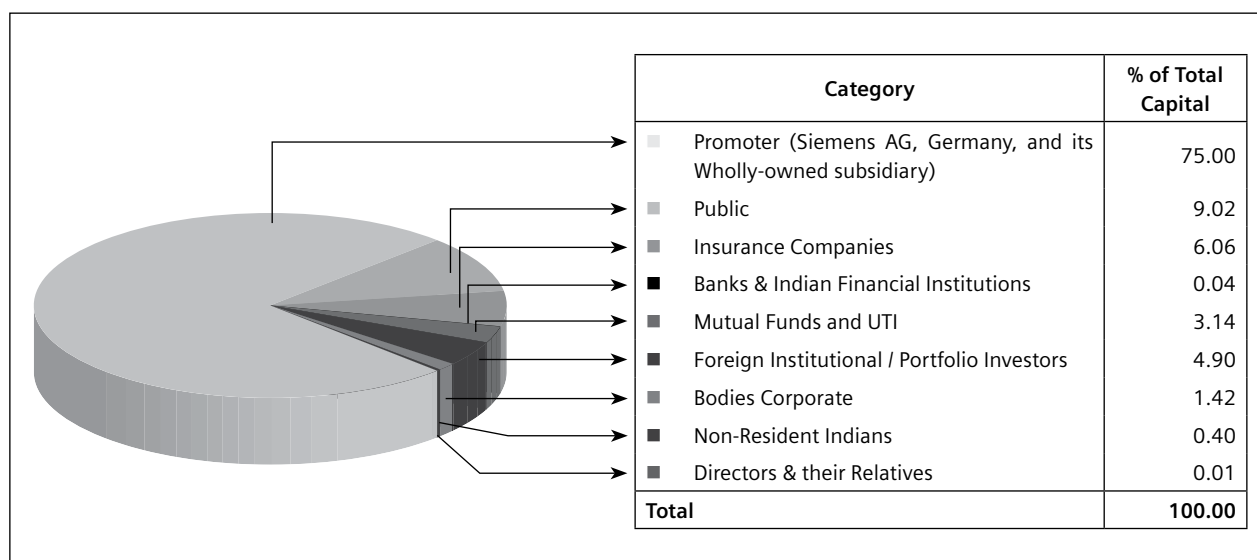 Category % of Total Capital
Promoter (Siemens AG, Germany, and its
Wholly-owned subsidiary) 75.00
Public 9.02
Insurance Companies 6.06
Banks & Indian Financial Institutions 0.04
Mutual Funds and UTI 3.14
Foreign Institutional / Portfolio Investors 4.90
Bodies Corporate 1.42
Non-Resident Indians 0.40
Directors & their Relatives 0.01
Total 100.00